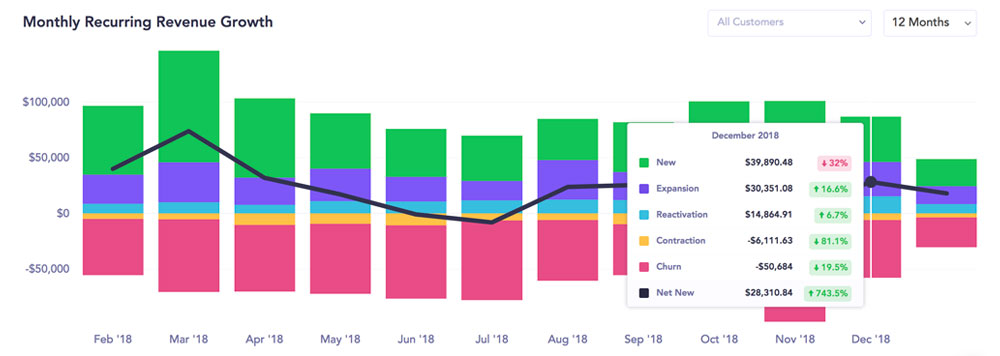 Monthly Recurring Revenue Growth
All Customers
12 Months
$100,000
$50,000
$0
-$50,000
December 2018
New $39,890.48 ↓ 32%
Expansion $30,351.08 ↑ 16.6%
Reactivation $14,864.91 ↑ 6.7%
Contraction -$6,111.63 ↓ 81.1%
Churn -$50,684 ↓ 19.5%
Net New $28,310.84 ↑ 743.5%
Feb '18 Mar '18 Apr '18 May '18 Jun '18 Jul '18 Aug '18 Sep '18 Oct '18 Nov '18 Dec '18